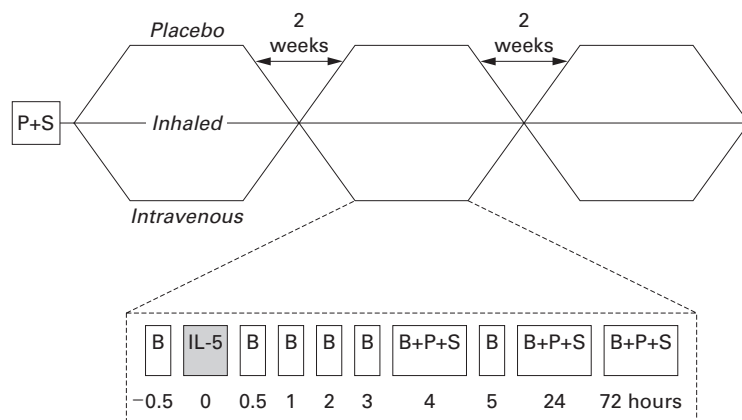 Placebo
2
weeks
2
weeks
P+S
Inhaled
Intravenous
B
IL-5
B
B
B
B
B+P+S
B
B+P+S
B+P+S
−0.5 0 0.5 1 2 3 4 5 24 72 hours